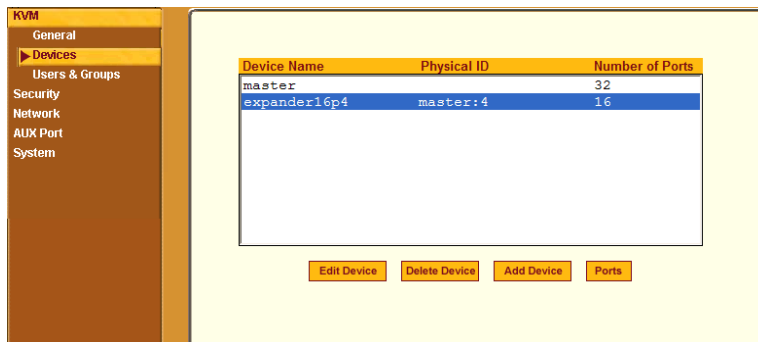 KVM
General
Devices
Users & Groups
Security
Network
AUX Port
System
Device Name Physical ID Number of Ports
master 32
expander16p4 master:4 16
Edit Device Delete Device Add Device Ports